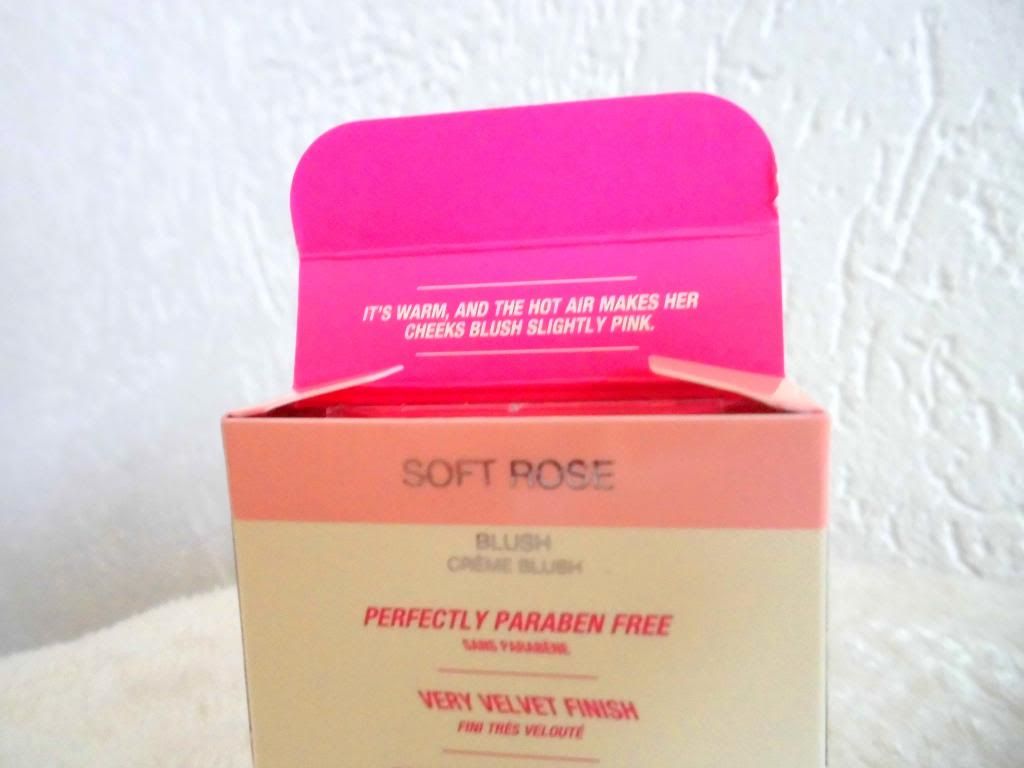 IT'S WARM, AND THE HOT AIR MAKES HER
CHEEKS BLUSH SLIGHTLY PINK.
SOFT ROSE
BLUSH
CRÈME BLUSH
PERFECTLY PARABEN FREE
SANS PARABÈNE
VERY VELVET FINISH
FINI TRÈS VELOUTÉ